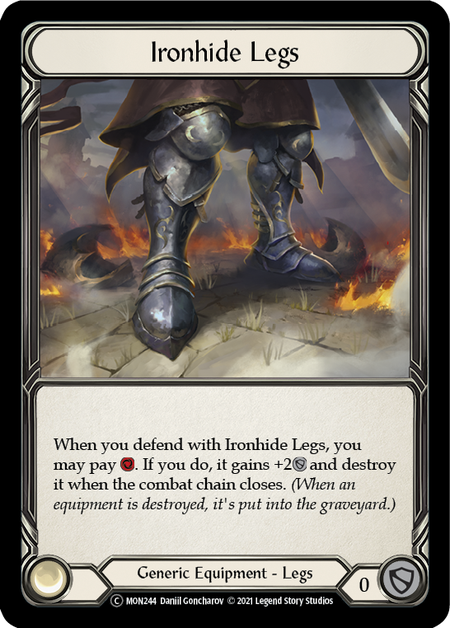 Ironhide Legs
When you defend with Ironhide Legs, you
may pay . If you do, it gains +2 and destroy
it when the combat chain closes. (When an
equipment is destroyed, it's put into the graveyard.)
Generic Equipment - Legs
0
C MON244 Daniil Goncharov © 2021 Legend Story Studios